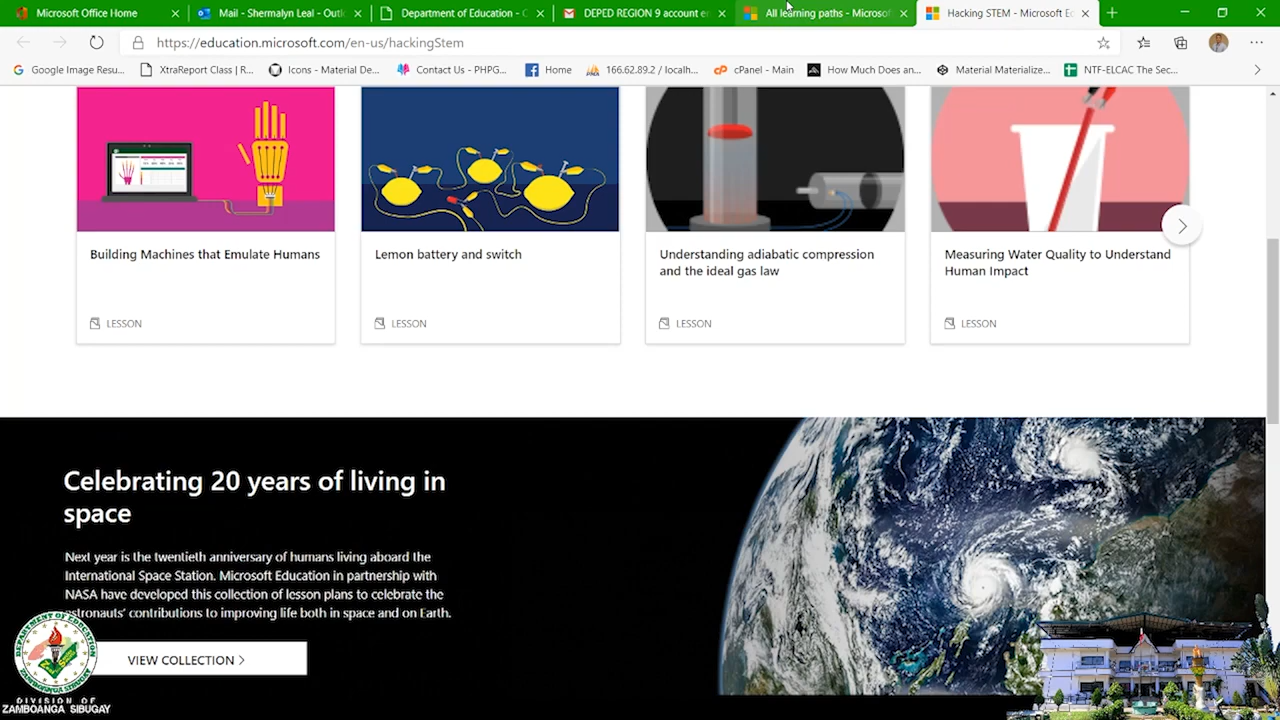 Microsoft Office Home
Mail - Shermalyn Leal - Outl
Department of Education - C
DEPED REGION 9 account e
All learning paths - Microsof
Hacking STEM - Microsoft Ed
https://education.microsoft.com/en-us/hackingStem
Google Image Resu...
XtraReport Class | R...
Icons - Material De...
Contact Us - PHPG...
Home
166.62.89.2 / localh...
cPanel - Main
How Much Does an...
Material Materialize...
NTF-ELCAC The Sec...
Building Machines that Emulate Humans
LESSON
Lemon battery and switch
LESSON
Understanding adiabatic compression
and the ideal gas law
LESSON
Measuring Water Quality to Understand
Human Impact
LESSON
Celebrating 20 years of living in
space
Next year is the twentieth anniversary of humans living aboard the
International Space Station. Microsoft Education in partnership with
NASA have developed this collection of lesson plans to celebrate the
astronauts' contributions to improving life both in space and on Earth.
VIEW COLLECTION
DEPARTMENT OF EDUCATION
ZAMBOANGA SIBUGAY
DIVISION OF
ZAMBOANGA SIBUGAY